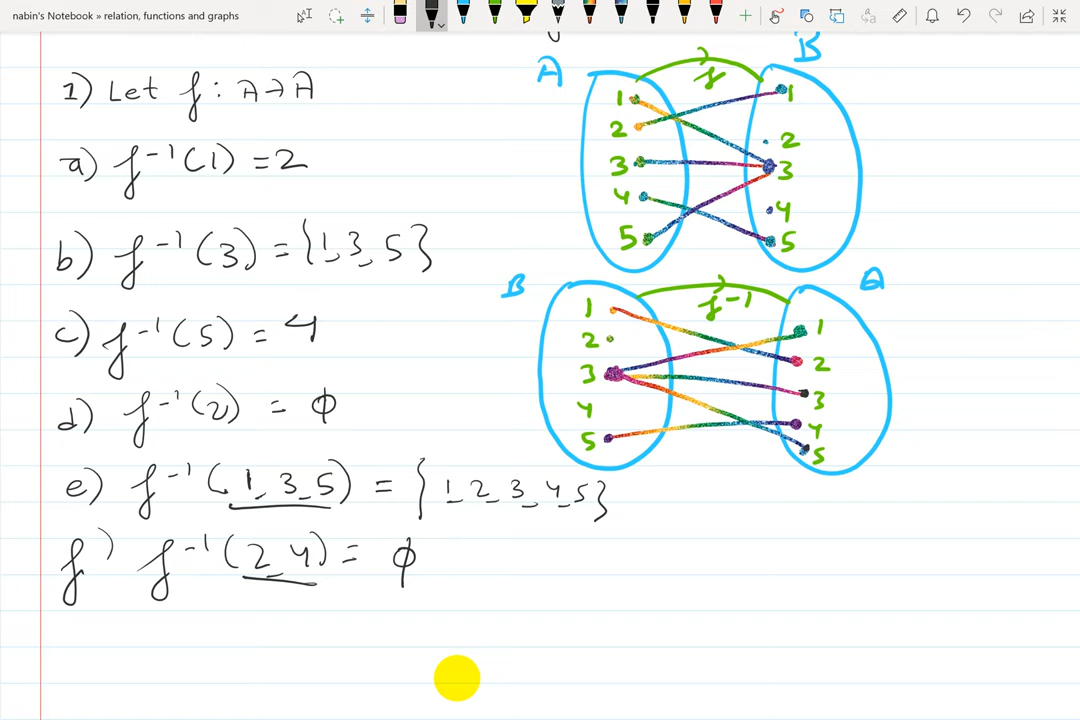 nabin's Notebook » relation, functions and graphs
1) Let f : A→A
a) f⁻¹(1) = 2
b) f⁻¹(3) = {1, 3, 5}
c) f⁻¹(5) = 4
d) f⁻¹(2) = φ
e) f⁻¹(1, 3, 5) = {1, 2, 3, 4, 5}
f) f⁻¹(2, 4) = φ
A f B
1 1
2 2
3 3
4 4
5 5
B f⁻¹ A
1 1
2 2
3 3
4 4
5 5